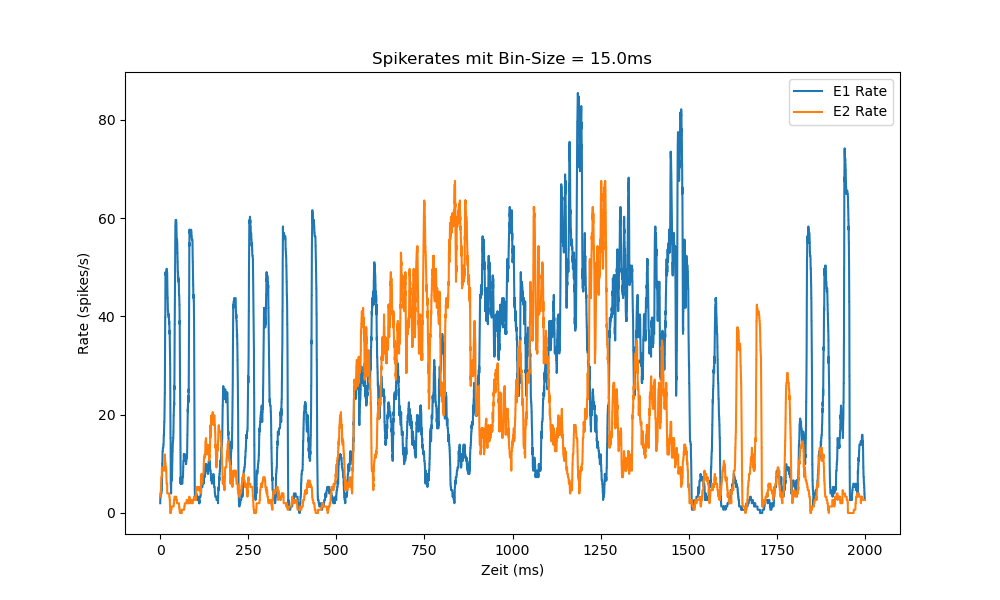 Spikerates mit Bin-Size = 15.0ms
E1 Rate
E2 Rate
Rate (spikes/s)
80
60
40
20
0
0 250 500 750 1000 1250 1500 1750 2000
Zeit (ms)